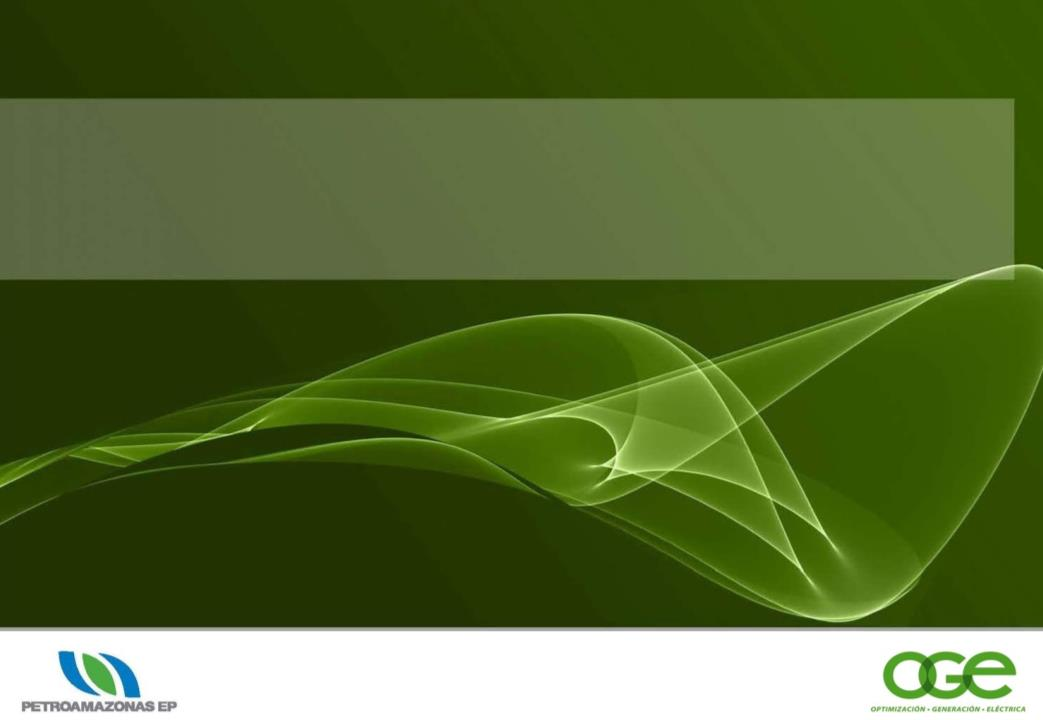 PETROAMAZONAS EP
OGE
OPTIMIZACIÓN • GENERACIÓN • ELÉCTRICA